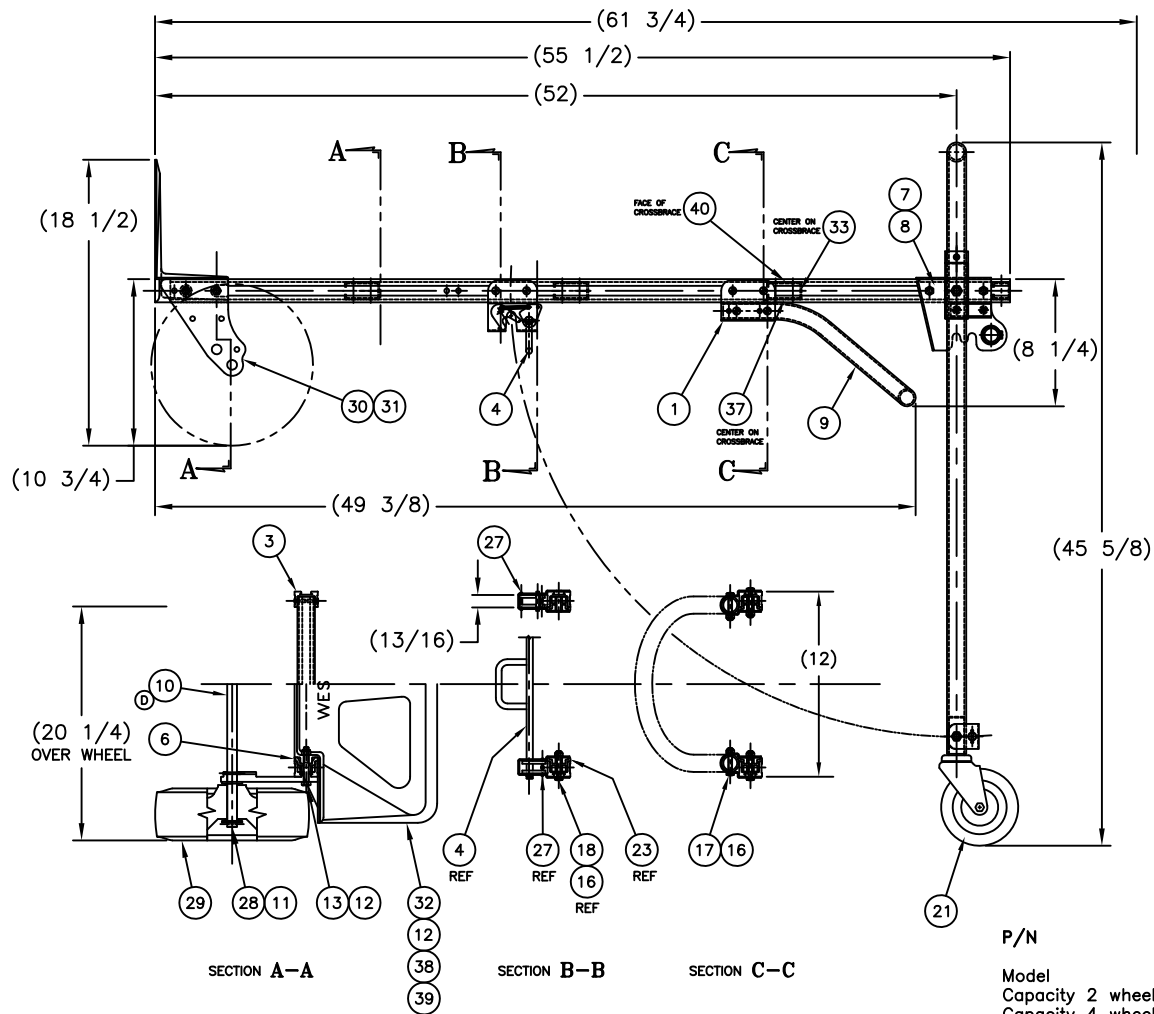 (61 3/4)
(55 1/2)
(52)
A B C
(18 1/2)
FACE OF
CROSSBRACE
40
CENTER ON
CROSSBRACE
33
7
8
(8 1/4)
30 31
4
1
37
CENTER ON
CROSSBRACE
9
A B C
(10 3/4)
(49 3/8)
(45 5/8)
3
27
(13/16)
(12)
D 10
WES
(20 1/4)
OVER WHEEL
6
4
REF
27
REF
18
16
REF
23
REF
17 16
29
28 11
13 12
32
12
38
39
21
SECTION A-A
SECTION B-B
SECTION C-C
P/N
Model
Capacity 2 wheel
Capacity 4 wheel